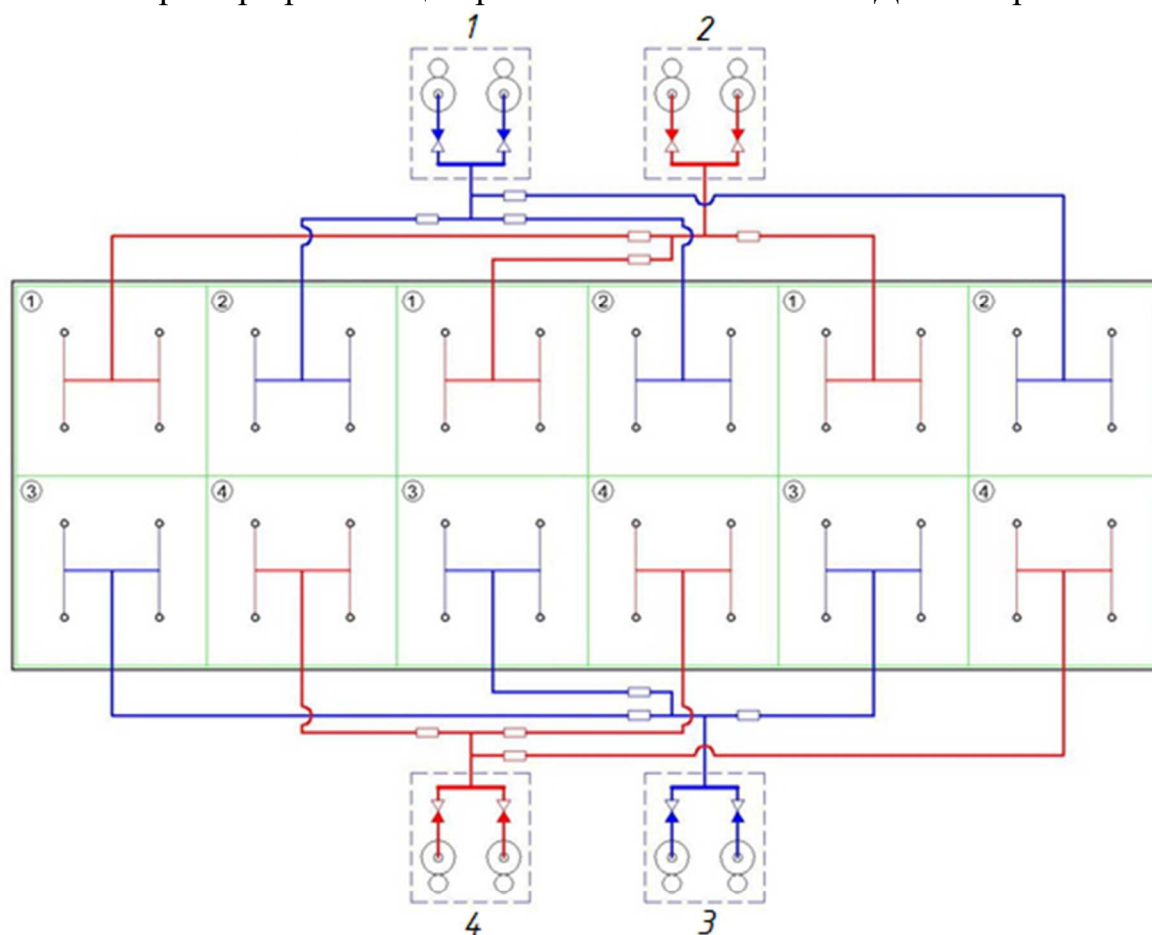 1 2
① ② ① ② ① ②
③ ④ ③ ④ ③ ④
4 3